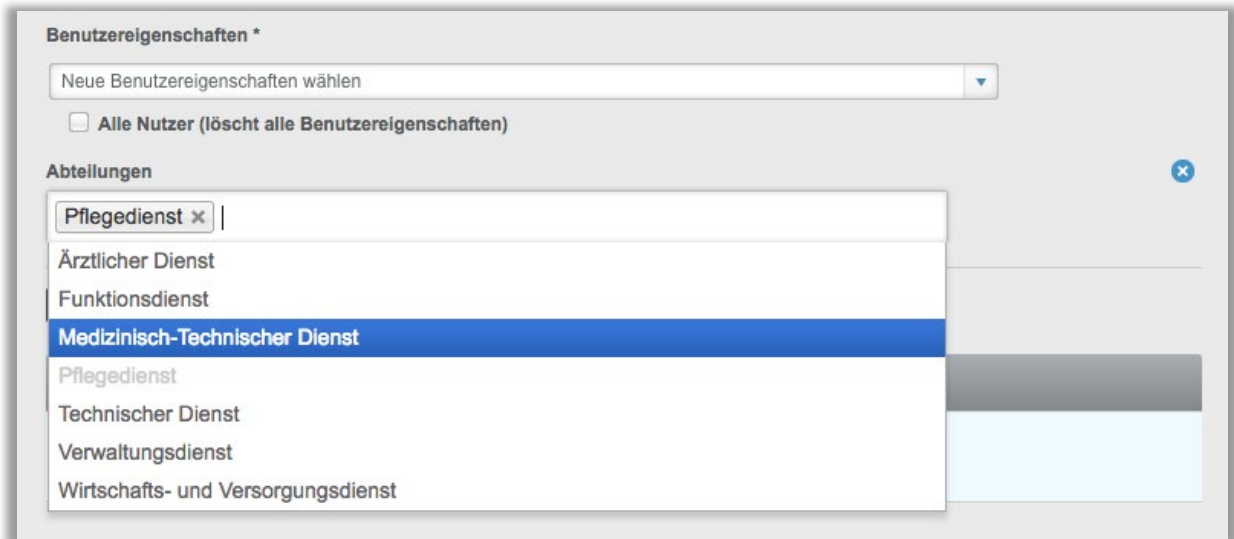 Benutzereigenschaften *
Neue Benutzereigenschaften wählen
Alle Nutzer (löscht alle Benutzereigenschaften)
Abteilungen
Pflegedienst ×
Ärztlicher Dienst
Funktionsdienst
Medizinisch-Technischer Dienst
Pflegedienst
Technischer Dienst
Verwaltungsdienst
Wirtschafts- und Versorgungsdienst